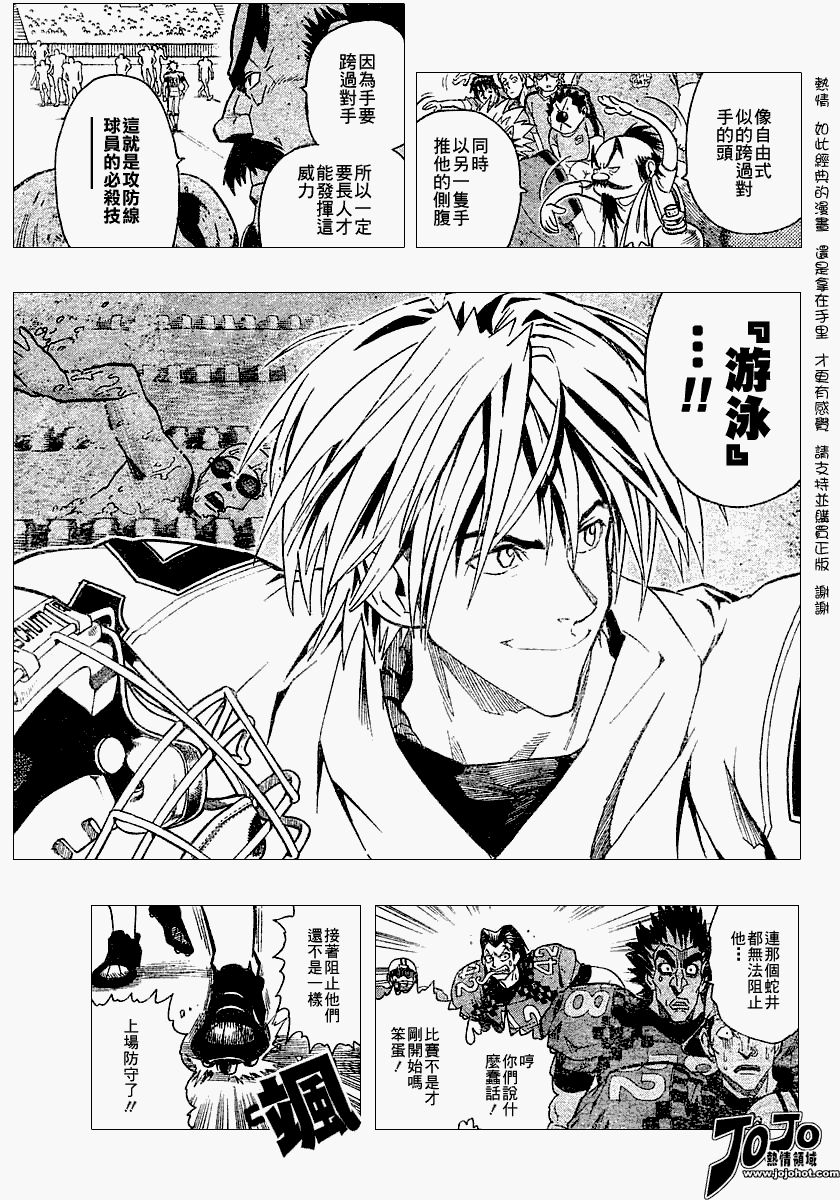 像自由式
似的跨過對
手的頭
同時
以另一隻手
推他的側腹
因為手要
跨過對手
所以一定
要長人才
能發揮這
威力
這就是攻防線
球員的必殺技
——
『游泳』
…!!
SCHUTT
連那個蛇井
都無法阻止
他…
哼
你們說什
麼蠢話!
比賽不是才
剛開始嗎
笨蛋!
42
28
12
接著阻止他們
還不是一樣
上場防守了!!
颯
熱情 如此經典的漫畫 還是拿在手里 才更有感覺 請支持並購買正版 謝謝
JOJO
熱情領域
www.jojohot.com